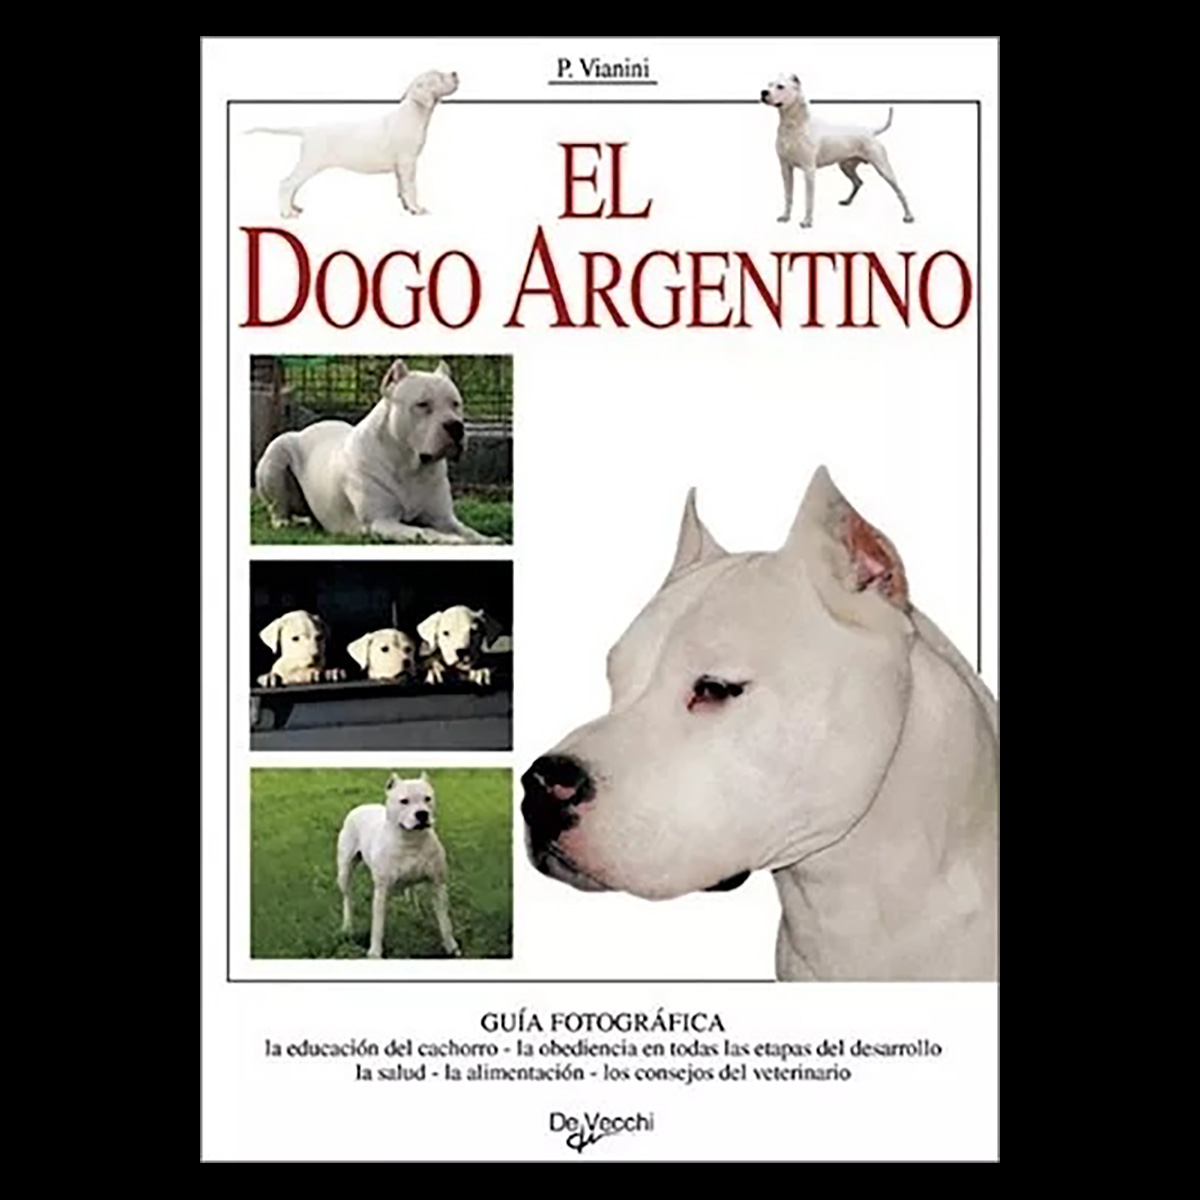 P. Vianini
EL
DOGO ARGENTINO
GUÍA FOTOGRÁFICA
la educación del cachorro - la obediencia en todas las etapas del desarrollo
la salud - la alimentación - los consejos del veterinario
De Vecchi